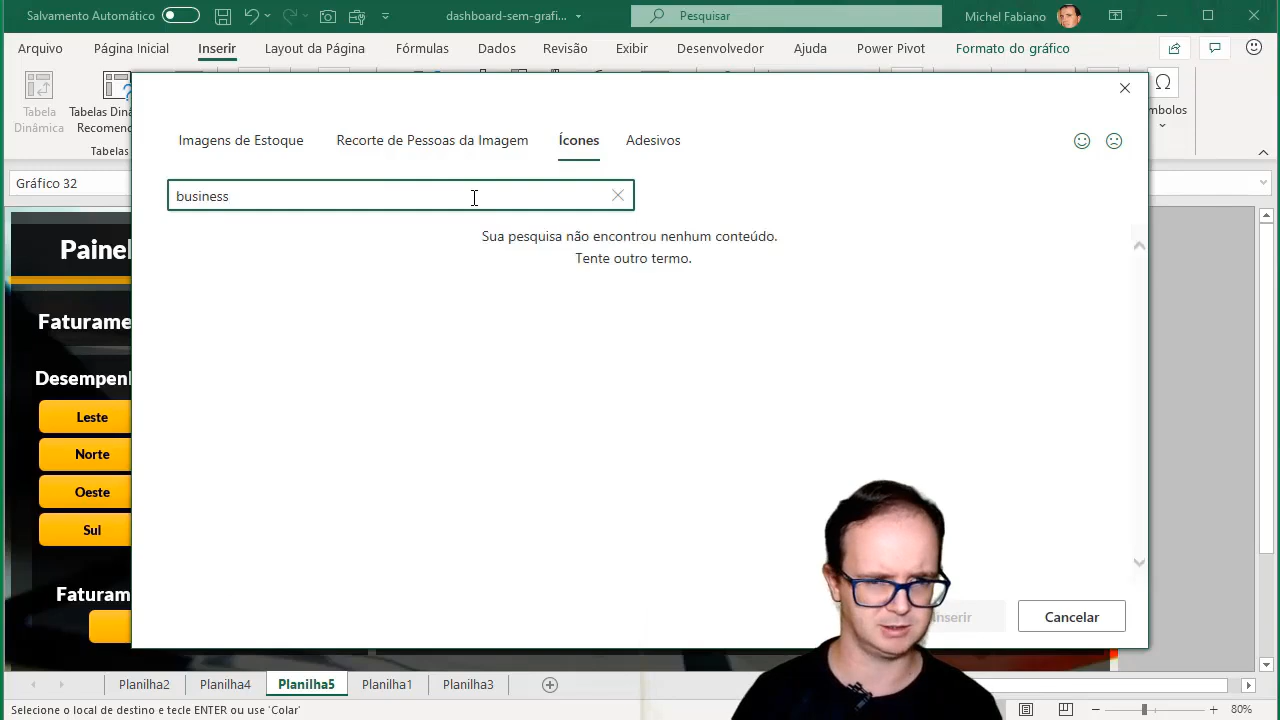 Salvamento Automático
dashboard-sem-grafi...
Pesquisar
Michel Fabiano
Arquivo
Página Inicial
Inserir
Layout da Página
Fórmulas
Dados
Revisão
Exibir
Desenvolvedor
Ajuda
Power Pivot
Formato do gráfico
Tabela
Dinâmica
Tabelas Dinâ
Recomen
Tabelas
Gráfico 32
Imagens de Estoque
Recorte de Pessoas da Imagem
Ícones
Adesivos
business
Sua pesquisa não encontrou nenhum conteúdo.
Tente outro termo.
Painel
Faturame
Desempenh
Leste
Norte
Oeste
Sul
Faturam
Inserir
Cancelar
Planilha2
Planilha4
Planilha5
Planilha1
Planilha3
Selecione o local de destino e tecle ENTER ou use 'Colar'
80%